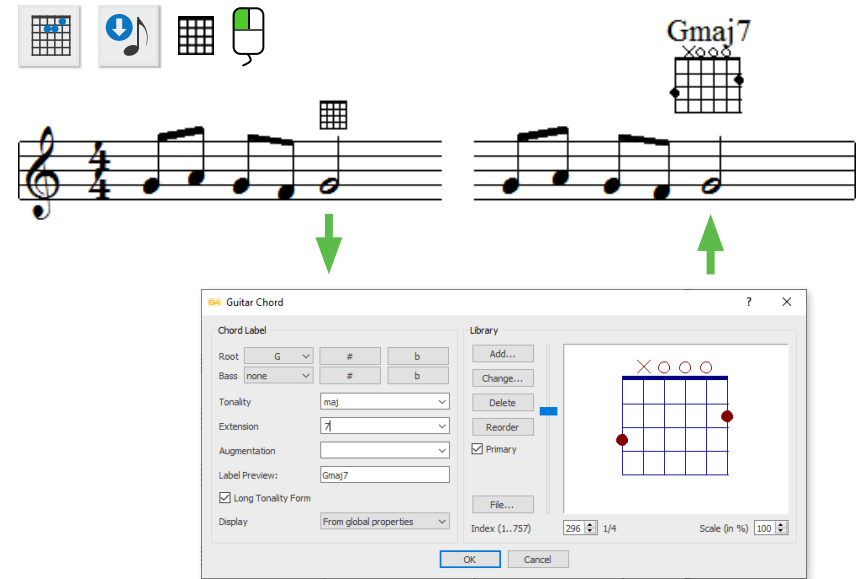 Gmaj7
4
4
Guitar Chord
?
Chord Label
Root
G
#
b
Bass
none
#
b
Tonality
maj
Extension
7
Augmentation
Label Preview:
Gmaj7
Long Tonality Form
Display
From global properties
Library
Add...
Change...
Delete
Reorder
Primary
File...
Index (1..757)
296
1/4
Scale (in %)
100
OK
Cancel